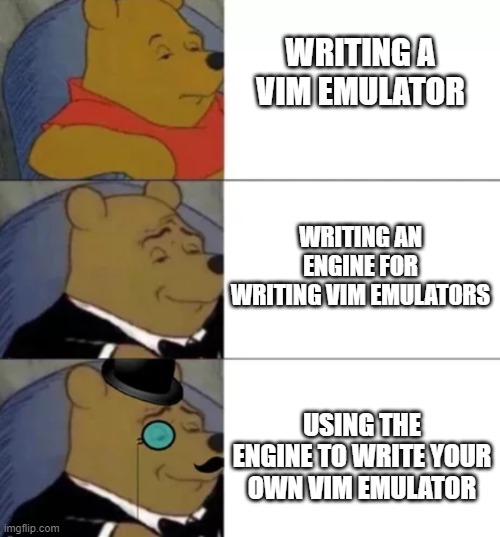 WRITING A
VIM EMULATOR
WRITING AN
ENGINE FOR
WRITING VIM EMULATORS
USING THE
ENGINE TO WRITE YOUR
OWN VIM EMULATOR
imgflip.com